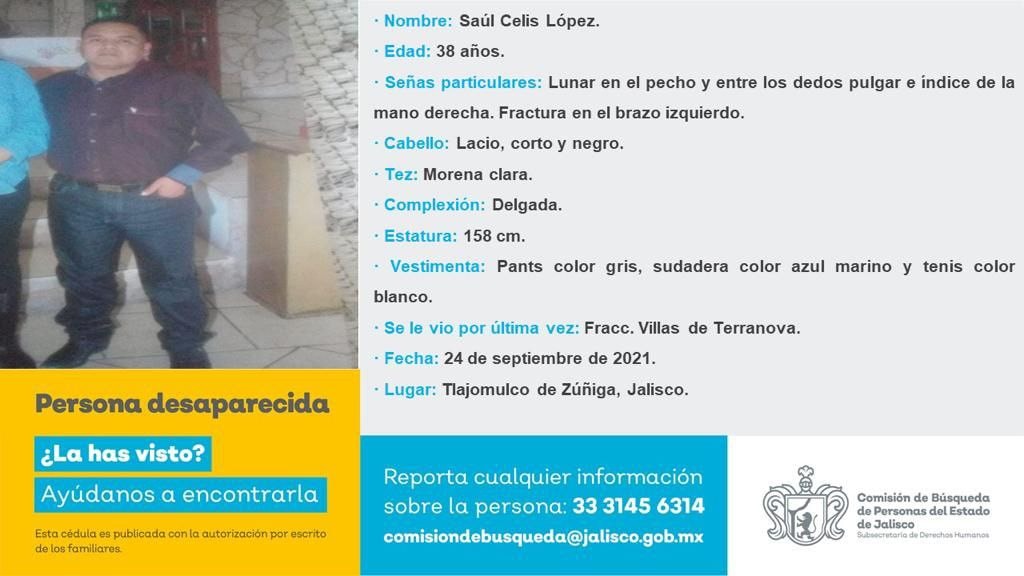 · Nombre: Saúl Celis López.
· Edad: 38 años.
· Señas particulares: Lunar en el pecho y entre los dedos pulgar e índice de la
mano derecha. Fractura en el brazo izquierdo.
· Cabello: Lacio, corto y negro.
· Tez: Morena clara.
· Complexión: Delgada.
· Estatura: 158 cm.
· Vestimenta: Pants color gris, sudadera color azul marino y tenis color
blanco.
· Se le vio por última vez: Fracc. Villas de Terranova.
· Fecha: 24 de septiembre de 2021.
· Lugar: Tlajomulco de Zúñiga, Jalisco.
Persona desaparecida
¿La has visto?
Ayúdanos a encontrarla
Esta cédula es publicada con la autorización por escrito
de los familiares.
Reporta cualquier información
sobre la persona: 33 3145 6314
comisiondebusqueda@jalisco.gob.mx
Comisión de Búsqueda
de Personas del Estado
de Jalisco
Subsecretaría de Derechos Humanos